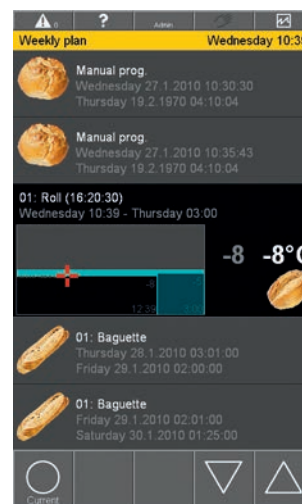 0
?
Admin
Weekly plan Wednesday 10:39
Manual prog.
Wednesday 27.1.2010 10:30:30
Thursday 19.2.1970 04:10:04
Manual prog.
Wednesday 27.1.2010 10:35:43
Thursday 19.2.1970 04:10:04
01: Roll (16:20:30)
Wednesday 10:39 - Thursday 03:00
-8 -8°C
-8
12:39
01: Baguette
Thursday 28.1.2010 03:01:00
Friday 29.1.2010 02:00:00
01: Baguette
Friday 29.1.2010 02:01:00
Saturday 30.1.2010 01:25:00
Current